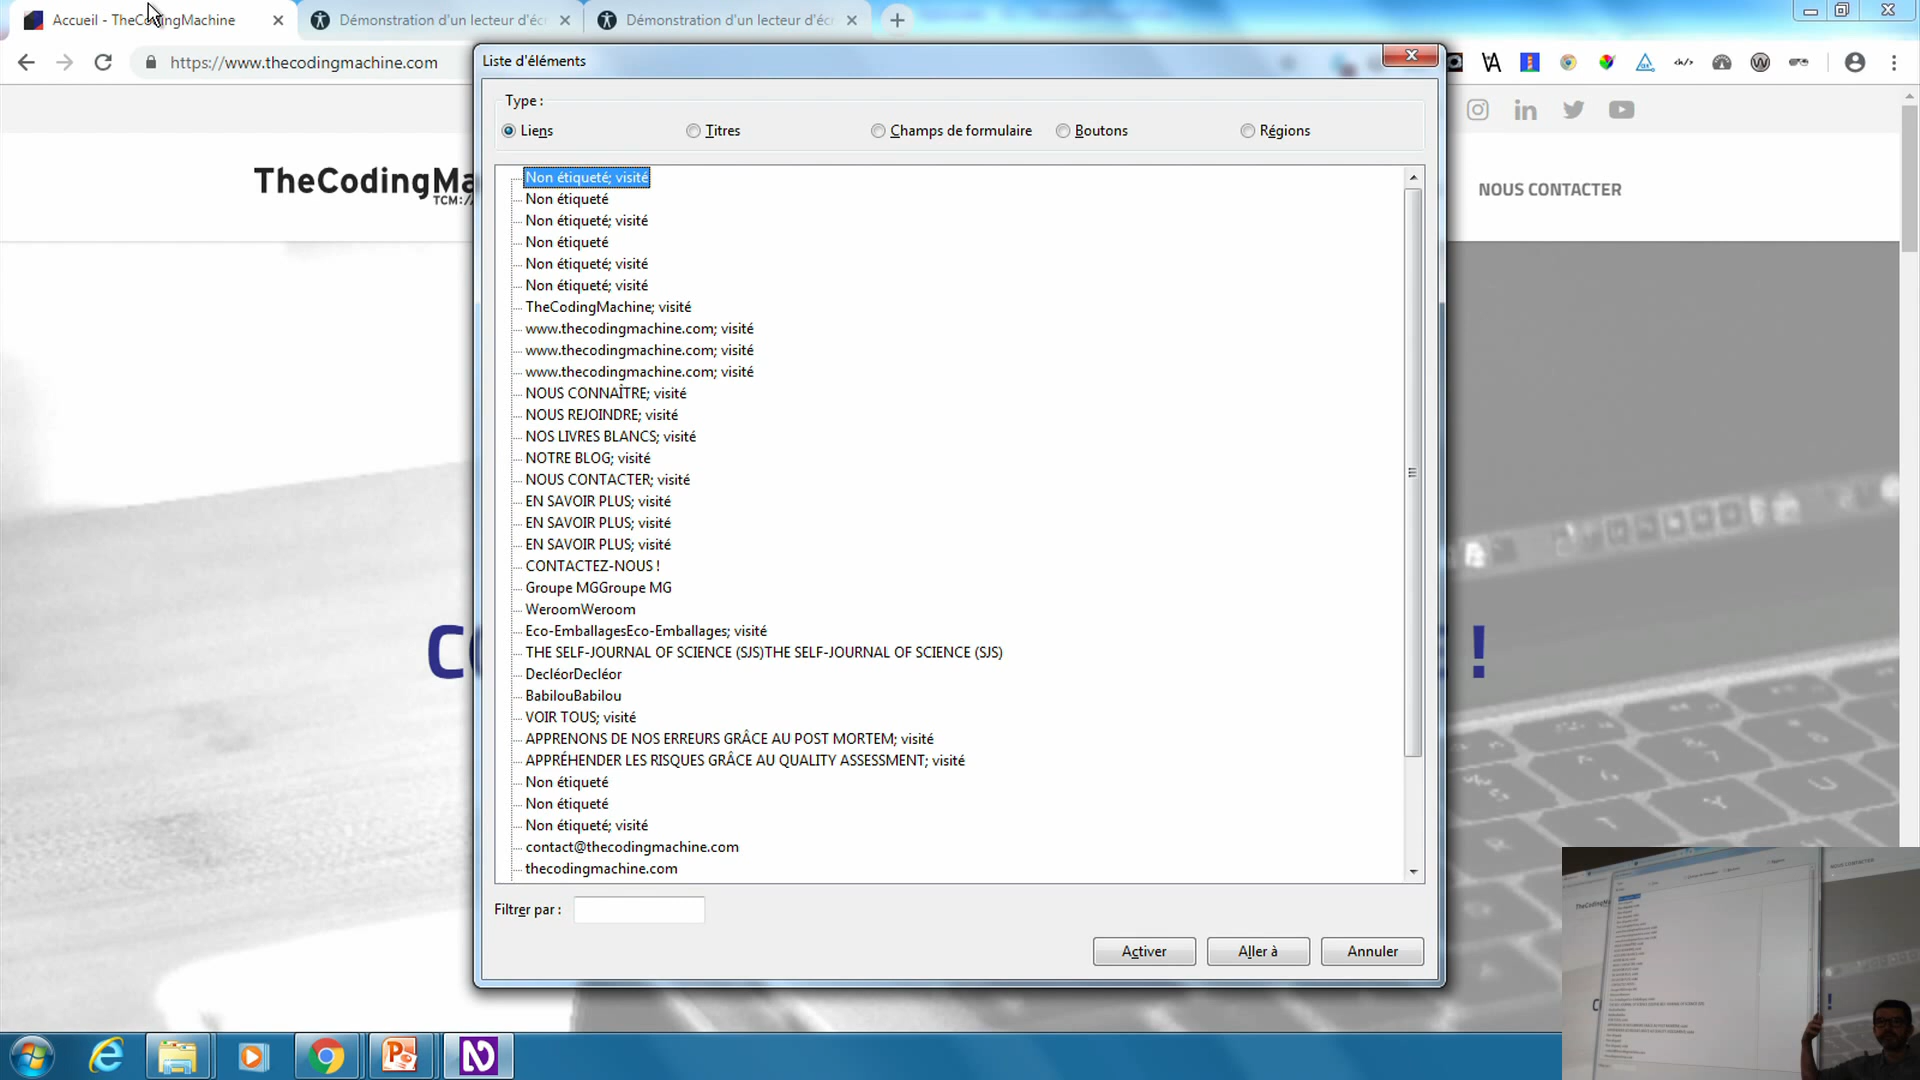 Accueil - TheCodingMachine
Démonstration d'un lecteur d'écr
Démonstration d'un lecteur d'écr
https://www.thecodingmachine.com
Liste d'éléments
Type :
Liens
Titres
Champs de formulaire
Boutons
Régions
TheCodingMa
TCM://
NOUS CONTACTER
Non étiqueté; visité
Non étiqueté
Non étiqueté; visité
Non étiqueté
Non étiqueté; visité
Non étiqueté; visité
TheCodingMachine; visité
www.thecodingmachine.com; visité
www.thecodingmachine.com; visité
www.thecodingmachine.com; visité
NOUS CONNAÎTRE; visité
NOUS REJOINDRE; visité
NOS LIVRES BLANCS; visité
NOTRE BLOG; visité
NOUS CONTACTER; visité
EN SAVOIR PLUS; visité
EN SAVOIR PLUS; visité
EN SAVOIR PLUS; visité
CONTACTEZ-NOUS !
Groupe MGGroupe MG
WeroomWeroom
Eco-EmballagesEco-Emballages; visité
THE SELF-JOURNAL OF SCIENCE (SJS)THE SELF-JOURNAL OF SCIENCE (SJS)
DecléorDecléor
BabilouBabilou
VOIR TOUS; visité
APPRENONS DE NOS ERREURS GRÂCE AU POST MORTEM; visité
APPRÉHENDER LES RISQUES GRÂCE AU QUALITY ASSESSMENT; visité
Non étiqueté
Non étiqueté
Non étiqueté; visité
contact@thecodingmachine.com
thecodingmachine.com
!
Filtrer par :
Activer
Aller à
Annuler